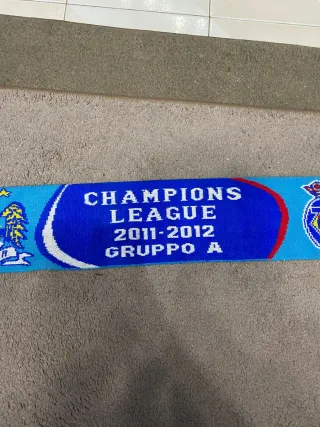 CHAMPIONS
LEAGUE
2011-2012
GRUPPO A